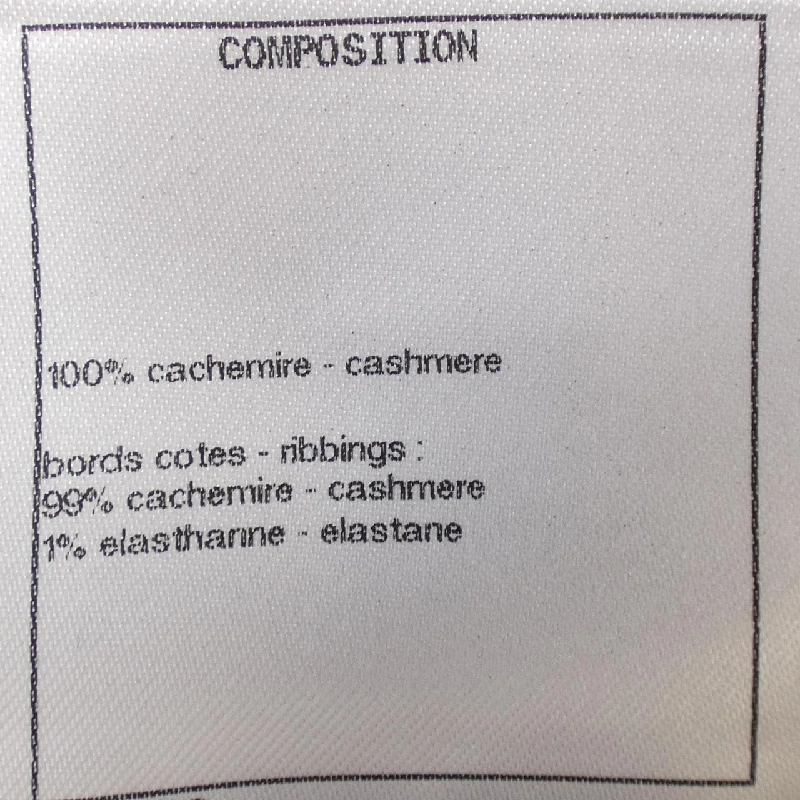 COMPOSITION
100% cachemire - cashmere
bords cotes - ribbings :
99% cachemire - cashmere
1% elasthanne - elastane